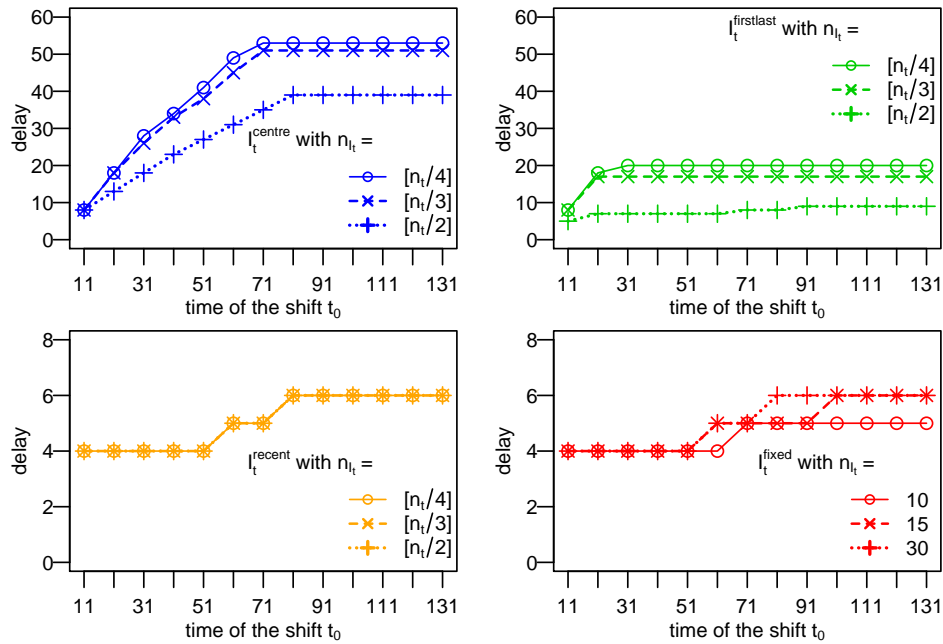 60
50
40
30
20
10
0
delay
I_t^centre with n_{I_t} =
[n_t/4]
[n_t/3]
[n_t/2]
11 31 51 71 91 111 131
time of the shift t_0
60
50
40
30
20
10
0
delay
I_t^firstlast with n_{I_t} =
[n_t/4]
[n_t/3]
[n_t/2]
11 31 51 71 91 111 131
time of the shift t_0
8
6
4
2
0
delay
I_t^recent with n_{I_t} =
[n_t/4]
[n_t/3]
[n_t/2]
11 31 51 71 91 111 131
time of the shift t_0
8
6
4
2
0
delay
I_t^fixed with n_{I_t} =
10
15
30
11 31 51 71 91 111 131
time of the shift t_0